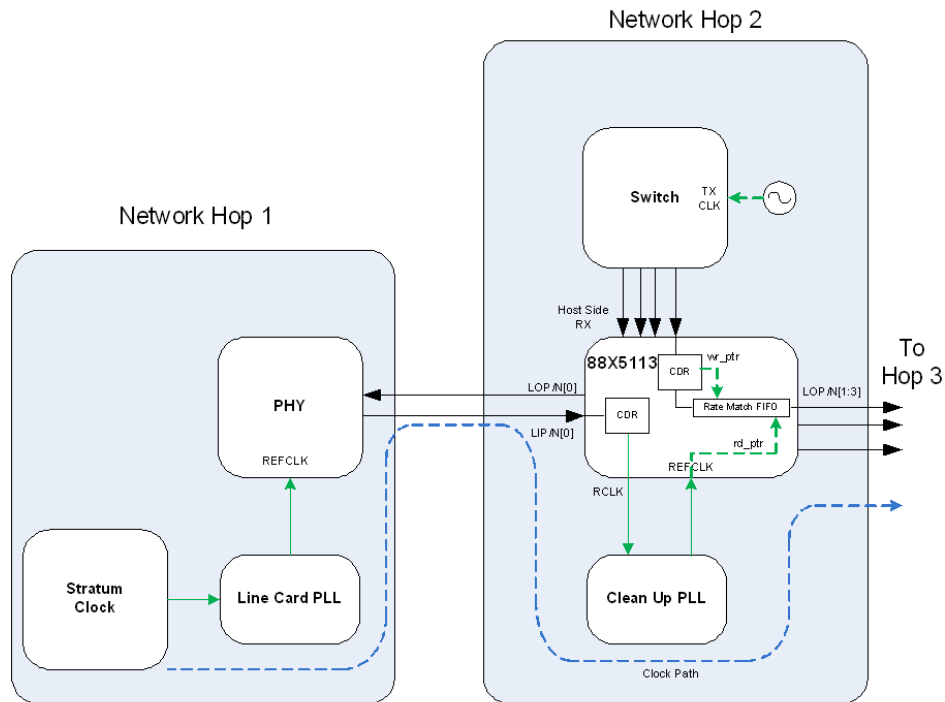 Network Hop 2
Network Hop 1
Switch
TX
CLK
Host Side
RX
88X5113
CDR
wr_ptr
To
Hop 3
LOP/N[0]
LOP/N[1:3]
PHY
CDR
Rate Match FIFO
LIP/N[0]
rd_ptr
REFCLK
REFCLK
RCLK
Stratum
Clock
Line Card PLL
Clean Up PLL
Clock Path